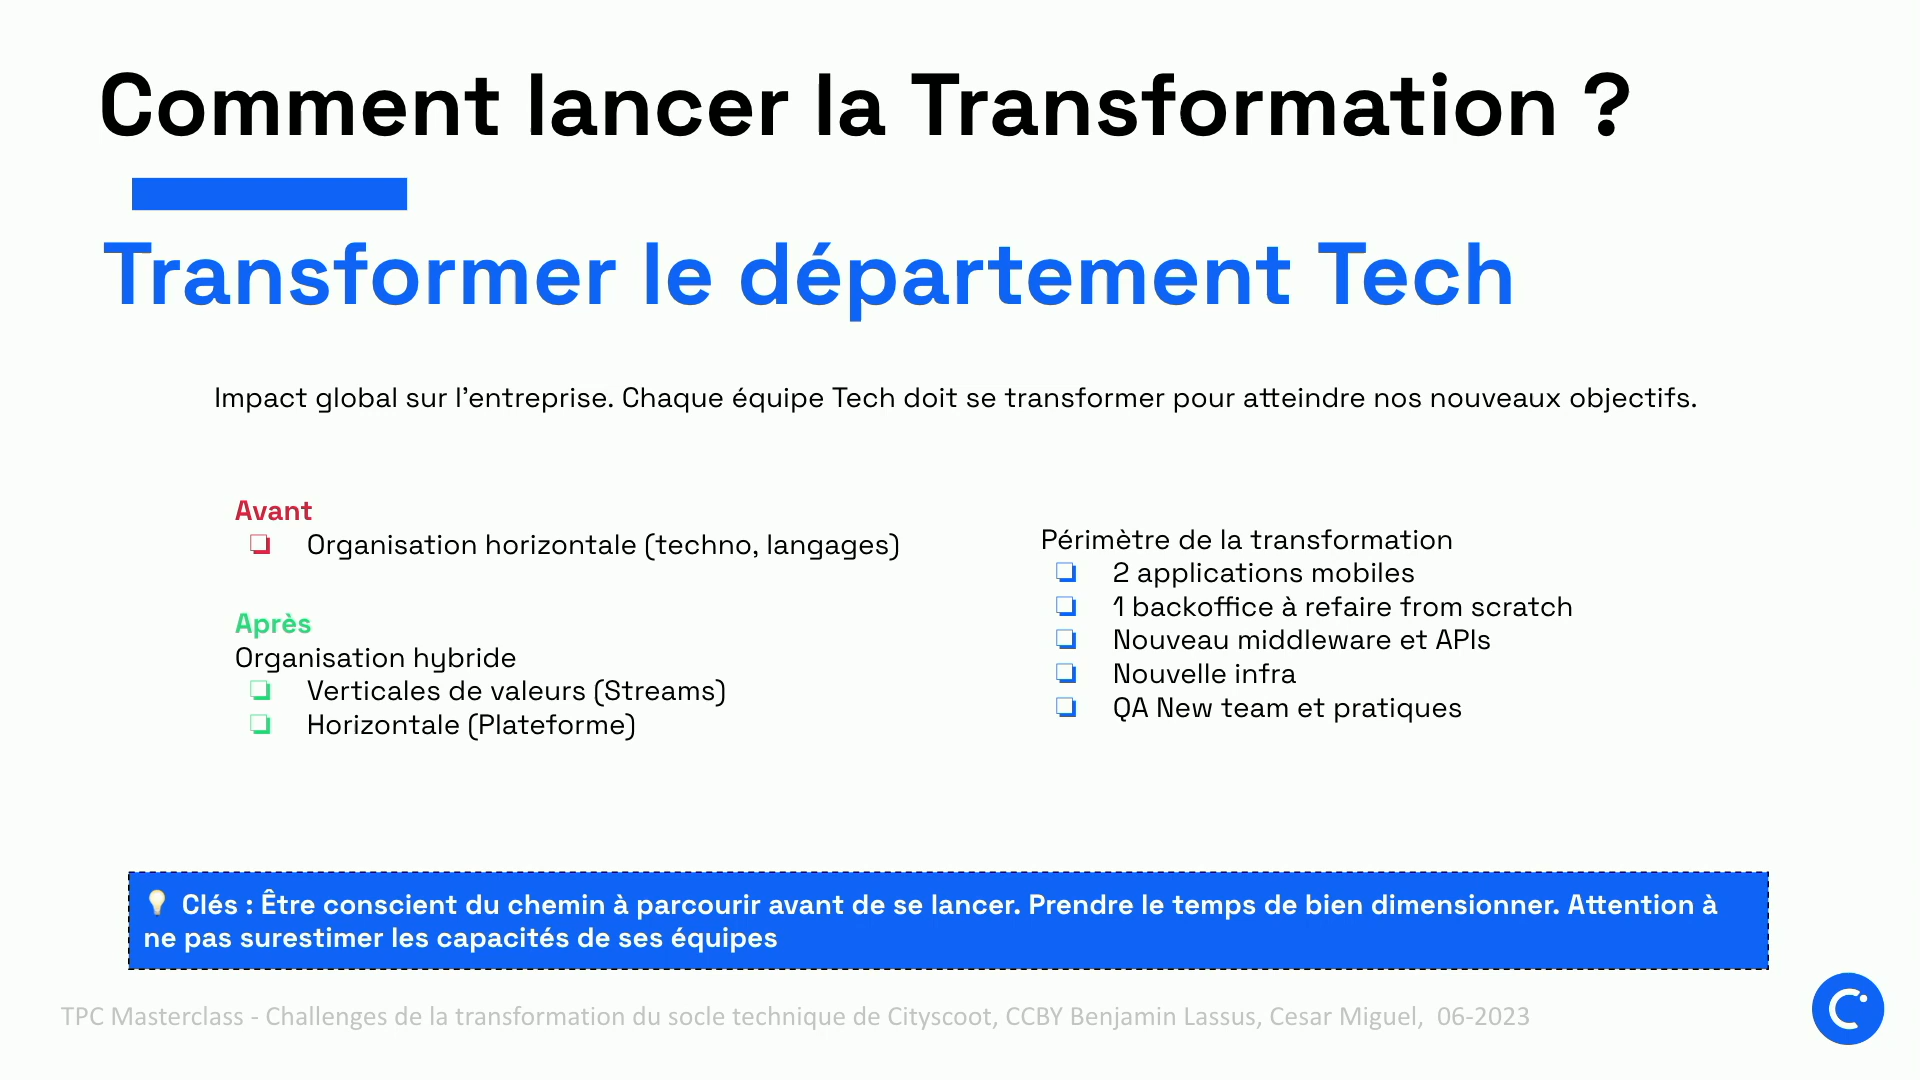 Comment lancer la Transformation ?
Transformer le département Tech
Impact global sur l’entreprise. Chaque équipe Tech doit se transformer pour atteindre nos nouveaux objectifs.
Avant
Organisation horizontale (techno, langages)
Après
Organisation hybride
Verticales de valeurs (Streams)
Horizontale (Plateforme)
Périmètre de la transformation
2 applications mobiles
1 backoffice à refaire from scratch
Nouveau middleware et APIs
Nouvelle infra
QA New team et pratiques
💡 Clés : Être conscient du chemin à parcourir avant de se lancer. Prendre le temps de bien dimensionner. Attention à
ne pas surestimer les capacités de ses équipes
TPC Masterclass - Challenges de la transformation du socle technique de Cityscoot, CCBY Benjamin Lassus, Cesar Miguel, 06-2023